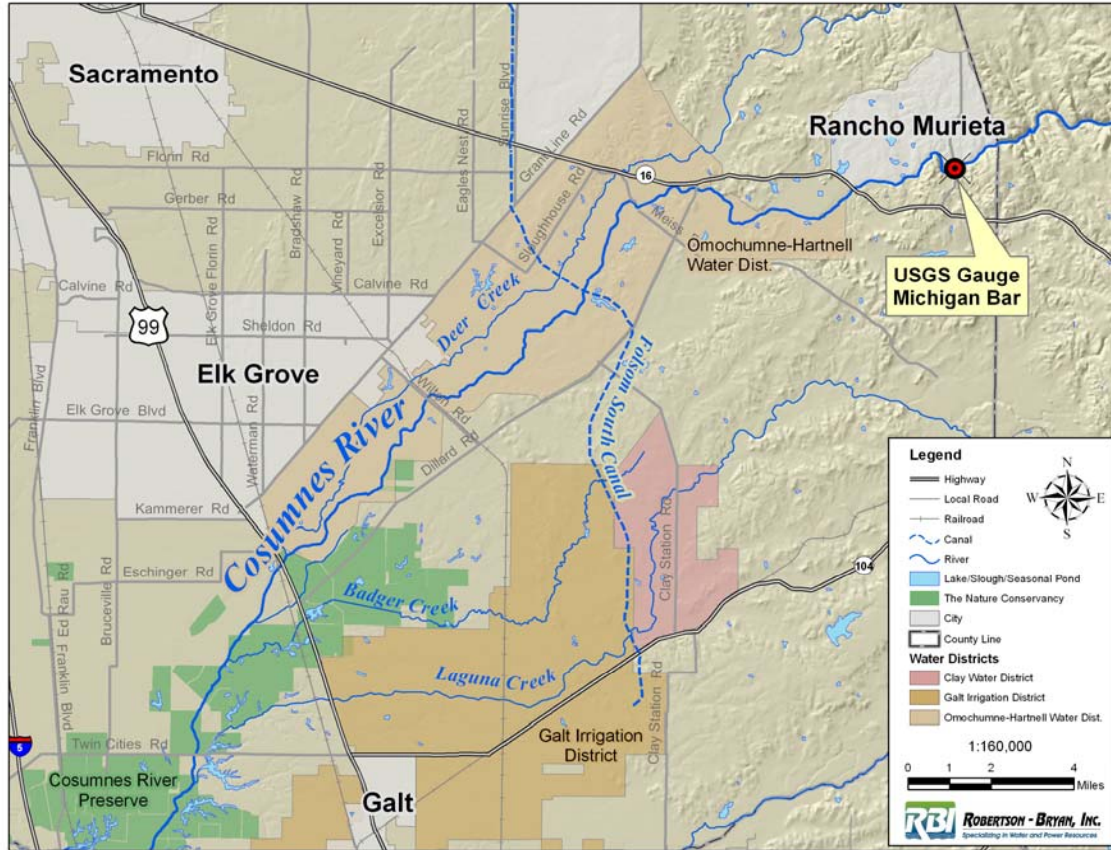 Sacramento
Florin Rd
Gerber Rd
Elk Grove Florin Rd
Bradshaw Rd
Vineyard Rd
Excelsior Rd
Eagles Nest Rd
Sunrise Blvd
Grant Line Rd
Sloughhouse Rd
16
Meiss
Rancho Murieta
Omochumne-Hartnell
Water Dist.
USGS Gauge
Michigan Bar
Calvine Rd
Calvine Rd
99
Sheldon Rd
Deer Creek
Elk Grove
Franklin Blvd
Elk Grove Blvd
Waterman Rd
Wilton Rd
Dillard Rd
Folsom South Canal
Cosumnes River
Kammerer Rd
Eschinger Rd
Ed Rau Rd
Bruceville Rd
Franklin Blvd
Badger Creek
Clay Station Rd
104
Laguna Creek
Clay Station Rd
Galt Irrigation
District
5
Twin Cities Rd
Cosumnes River
Preserve
Galt
Legend
Highway
Local Road
Railroad
Canal
River
Lake/Slough/Seasonal Pond
The Nature Conservancy
City
County Line
Water Districts
Clay Water District
Galt Irrigation District
Omochumne-Hartnell Water Dist.
N
W E
S
1:160,000
0 1 2 4
Miles
RBI ROBERTSON - BRYAN, INC.
Specializing in Water and Power Resources